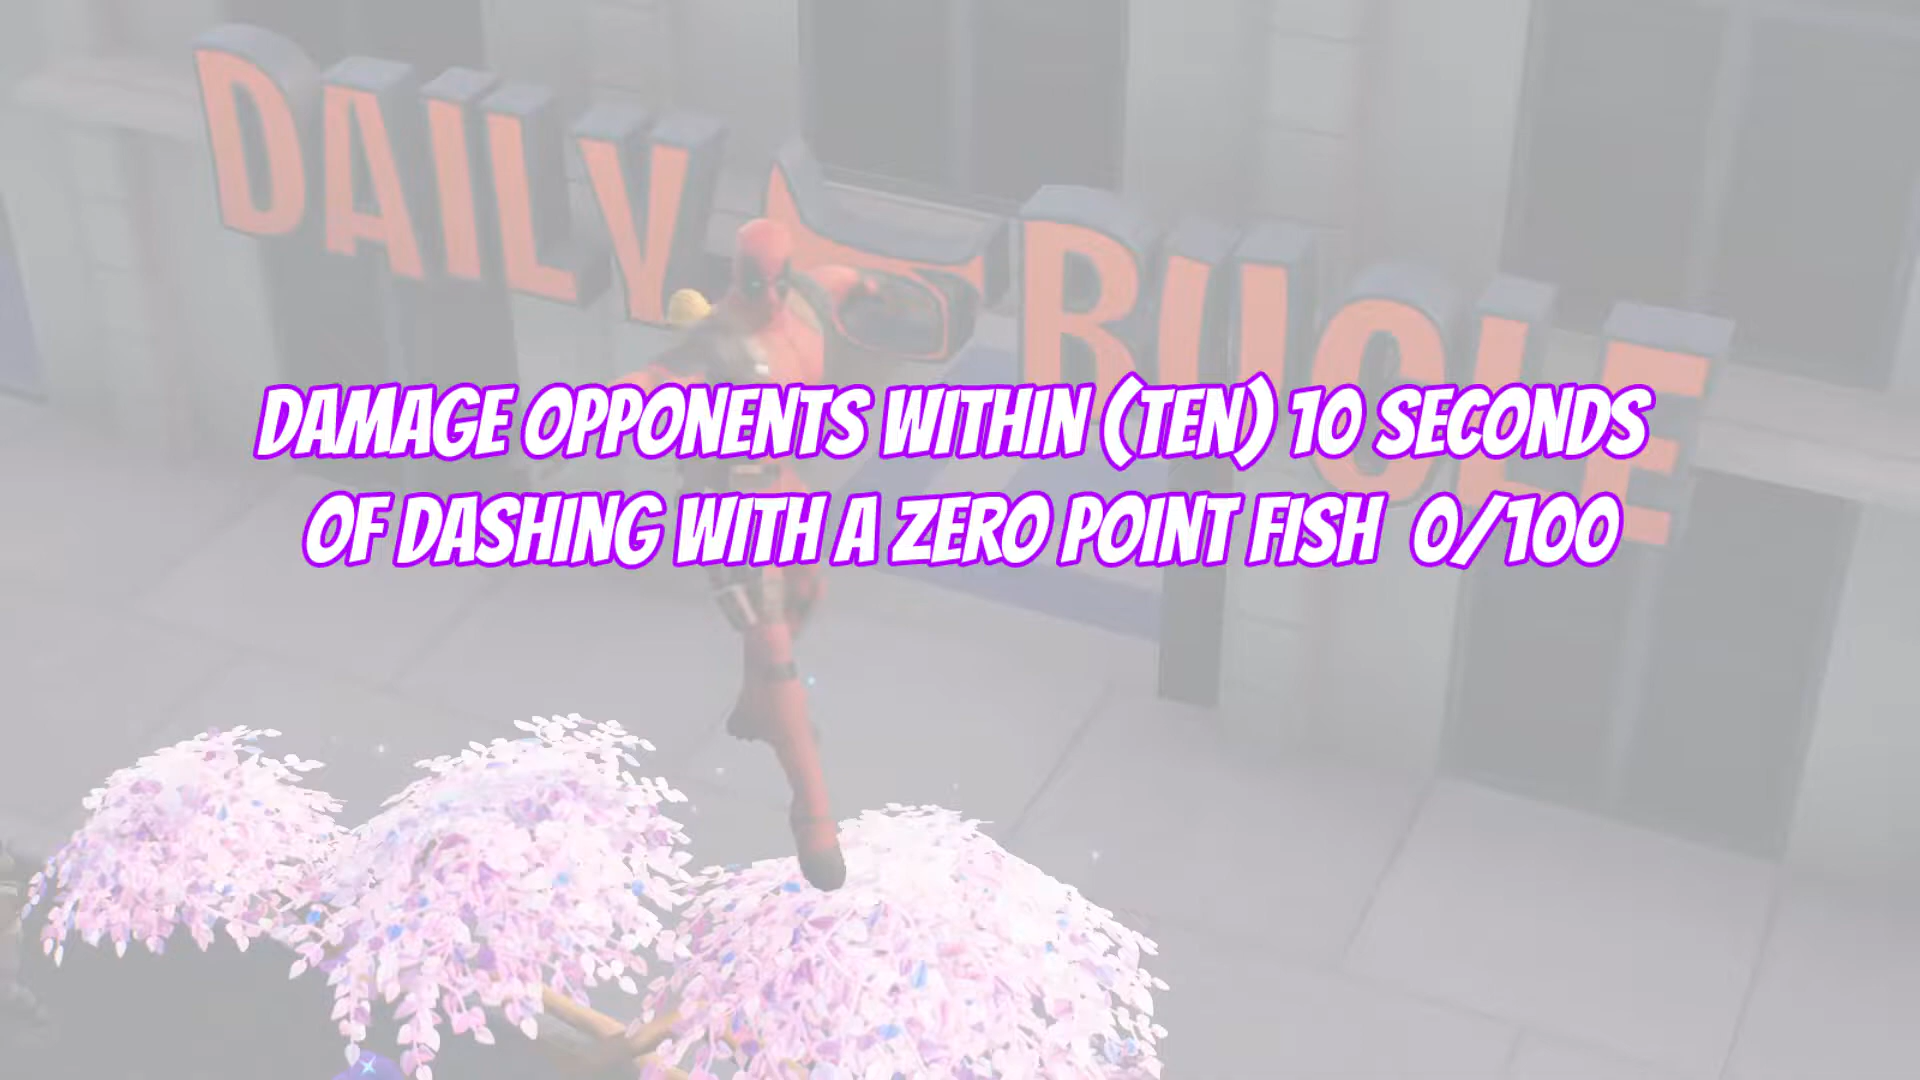 DAILY BUGLE
DAMAGE OPPONENTS WITHIN (TEN) 10 SECONDS
OF DASHING WITH A ZERO POINT FISH 0/100